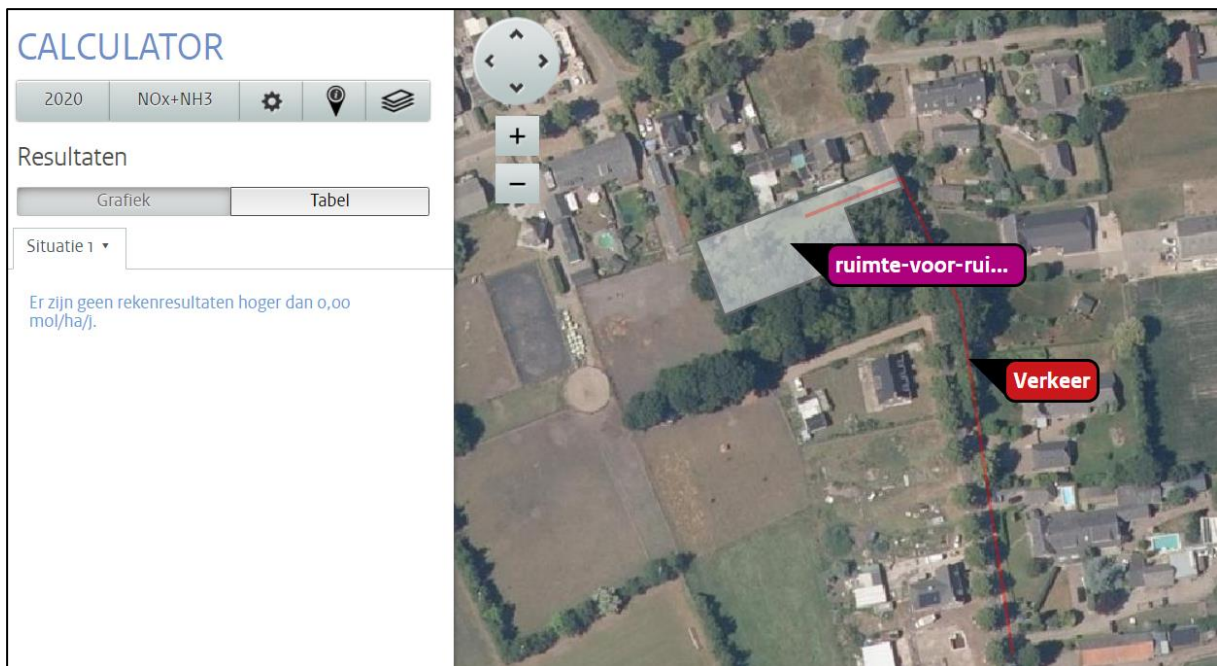 CALCULATOR
2020 NOx+NH3
Resultaten
Grafiek Tabel
Situatie 1
Er zijn geen rekenresultaten hoger dan 0,00
mol/ha/j.
+
−
ruimte-voor-rui...
Verkeer